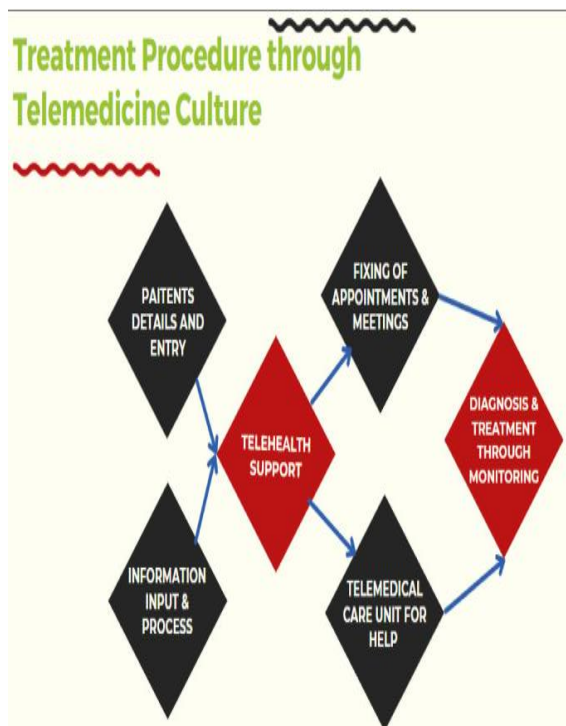 Treatment Procedure through
Telemedicine Culture
PAITENTS
DETAILS AND
ENTRY
FIXING OF
APPOINTMENTS &
MEETINGS
TELEHEALTH
SUPPORT
DIAGNOSIS &
TREATMENT
THROUGH
MONITORING
INFORMATION
INPUT &
PROCESS
TELEMEDICAL
CARE UNIT FOR
HELP